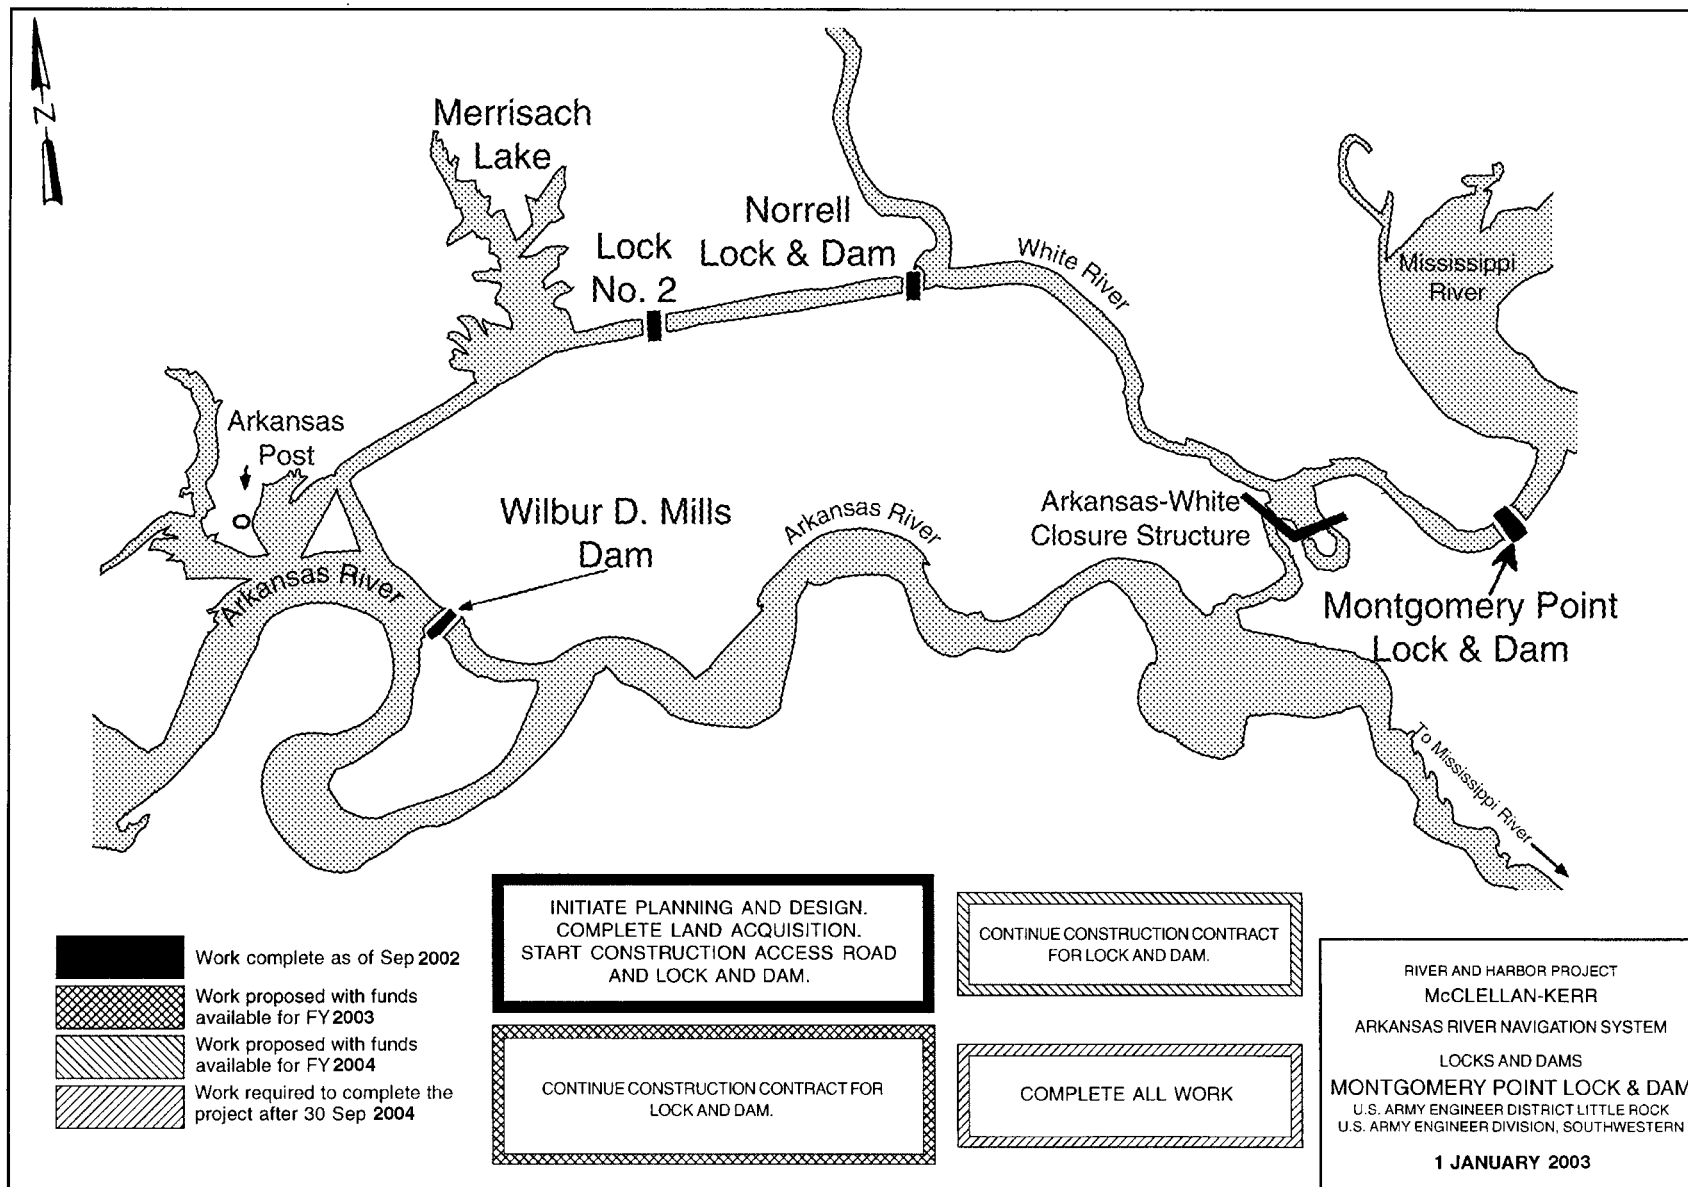 N
Merrisach
Lake
Norrell
Lock & Dam
Lock
No. 2
White River
Mississippi
River
Arkansas
Post
Wilbur D. Mills
Dam
Arkansas River
Arkansas-White
Closure Structure
Arkansas River
Montgomery Point
Lock & Dam
To Mississippi River
Work complete as of Sep 2002
Work proposed with funds
available for FY 2003
Work proposed with funds
available for FY 2004
Work required to complete the
project after 30 Sep 2004
INITIATE PLANNING AND DESIGN.
COMPLETE LAND ACQUISITION.
START CONSTRUCTION ACCESS ROAD
AND LOCK AND DAM.
CONTINUE CONSTRUCTION CONTRACT FOR
LOCK AND DAM.
CONTINUE CONSTRUCTION CONTRACT
FOR LOCK AND DAM.
COMPLETE ALL WORK
RIVER AND HARBOR PROJECT
McCLELLAN-KERR
ARKANSAS RIVER NAVIGATION SYSTEM
LOCKS AND DAMS
MONTGOMERY POINT LOCK & DAM
U.S. ARMY ENGINEER DISTRICT LITTLE ROCK
U.S. ARMY ENGINEER DIVISION, SOUTHWESTERN
1 JANUARY 2003